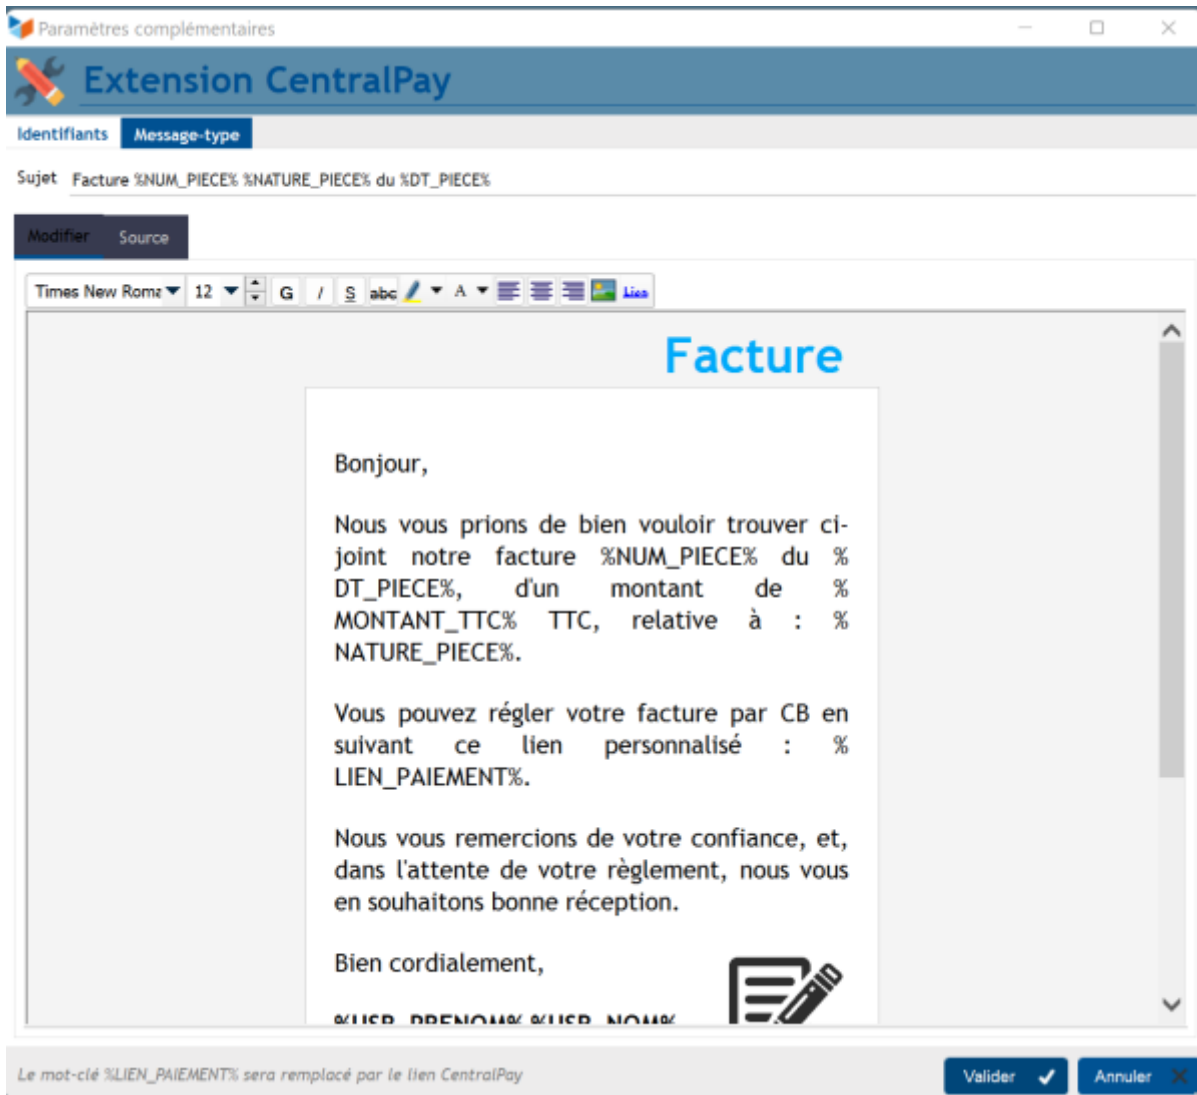 Paramètres complémentaires
Extension CentralPay
Identifiants Message-type
Sujet Facture %NUM_PIECE% %NATURE_PIECE% du %DT_PIECE%
Modifier Source
Times New Roma 12 G I S abc A Lien
Facture
Bonjour,
Nous vous prions de bien vouloir trouver ci-
joint notre facture %NUM_PIECE% du %
DT_PIECE%, d'un montant de %
MONTANT_TTC% TTC, relative à : %
NATURE_PIECE%.
Vous pouvez régler votre facture par CB en
suivant ce lien personnalisé : %
LIEN_PAIEMENT%.
Nous vous remercions de votre confiance, et,
dans l'attente de votre règlement, nous vous
en souhaitons bonne réception.
Bien cordialement,
%USR_PRENOM% %USR_NOM%
Le mot-clé %LIEN_PAIEMENT% sera remplacé par le lien CentralPay
Valider Annuler